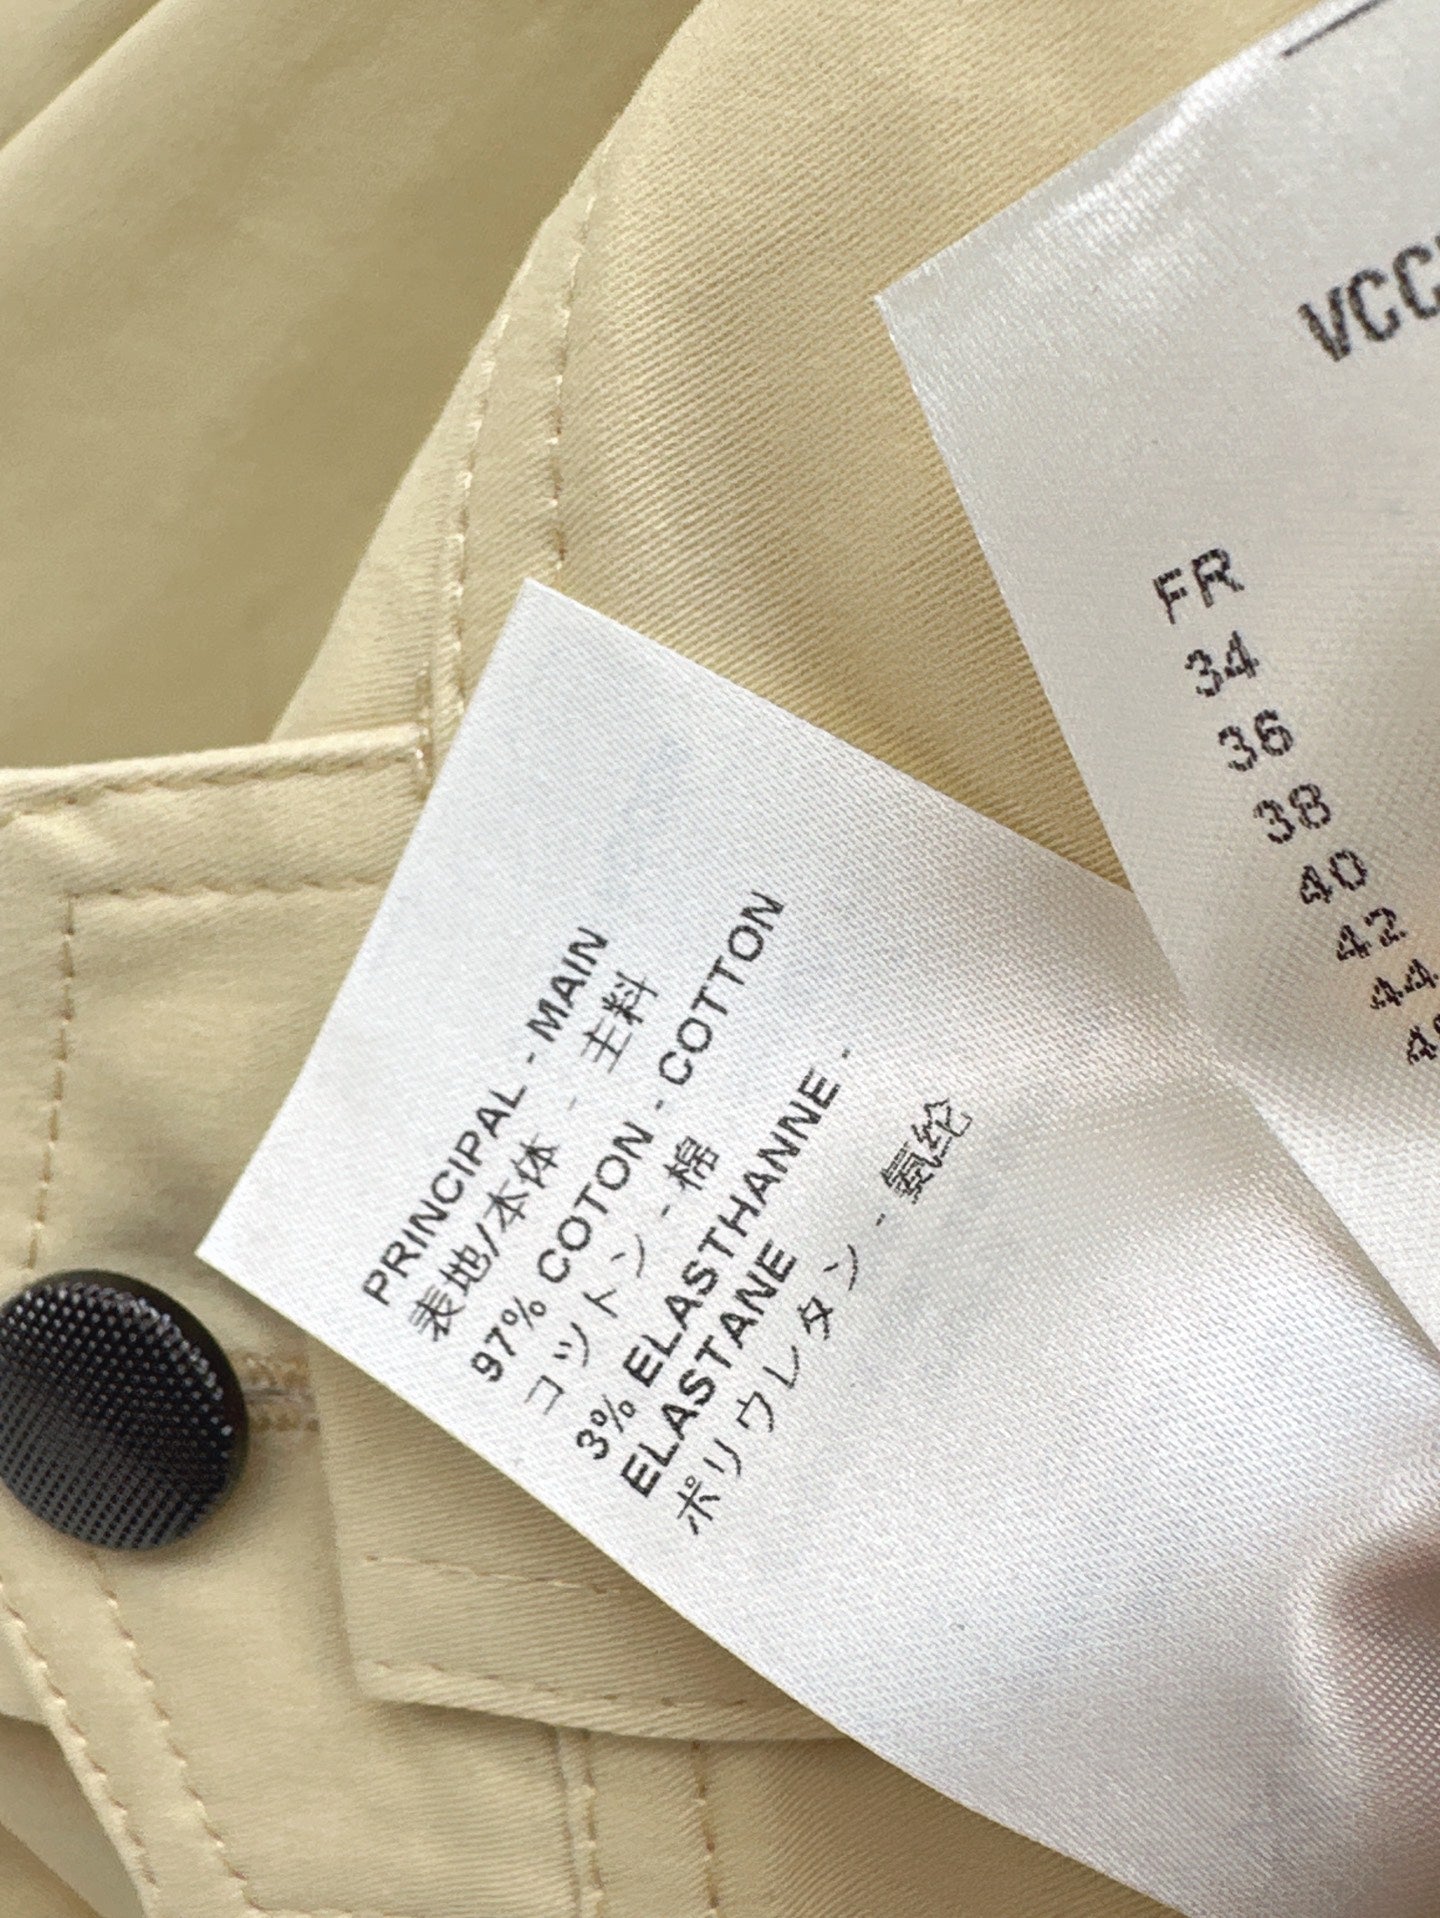 PRINCIPAL - MAIN
表地/本体 - 主料
97% COTON - COTTON
コットン - 棉
3% ELASTHANNE -
ELASTANE
ポリウレタン - 氨纶
FR
34
36
38
40
42
44